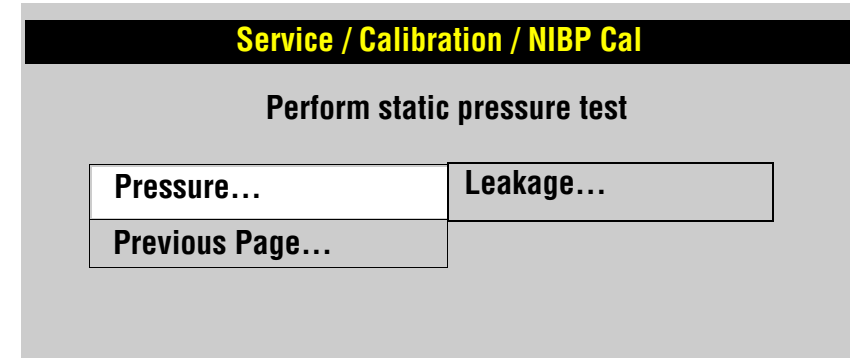 Service / Calibration / NIBP Cal
Perform static pressure test
Pressure...
Leakage...
Previous Page...